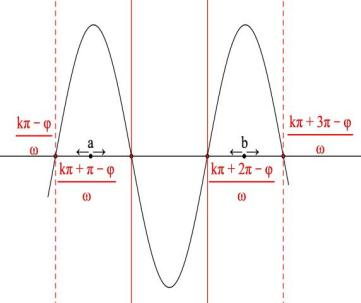 kπ − φ
ω
a
kπ + π − φ
ω
b
kπ + 2π − φ
ω
kπ + 3π − φ
ω